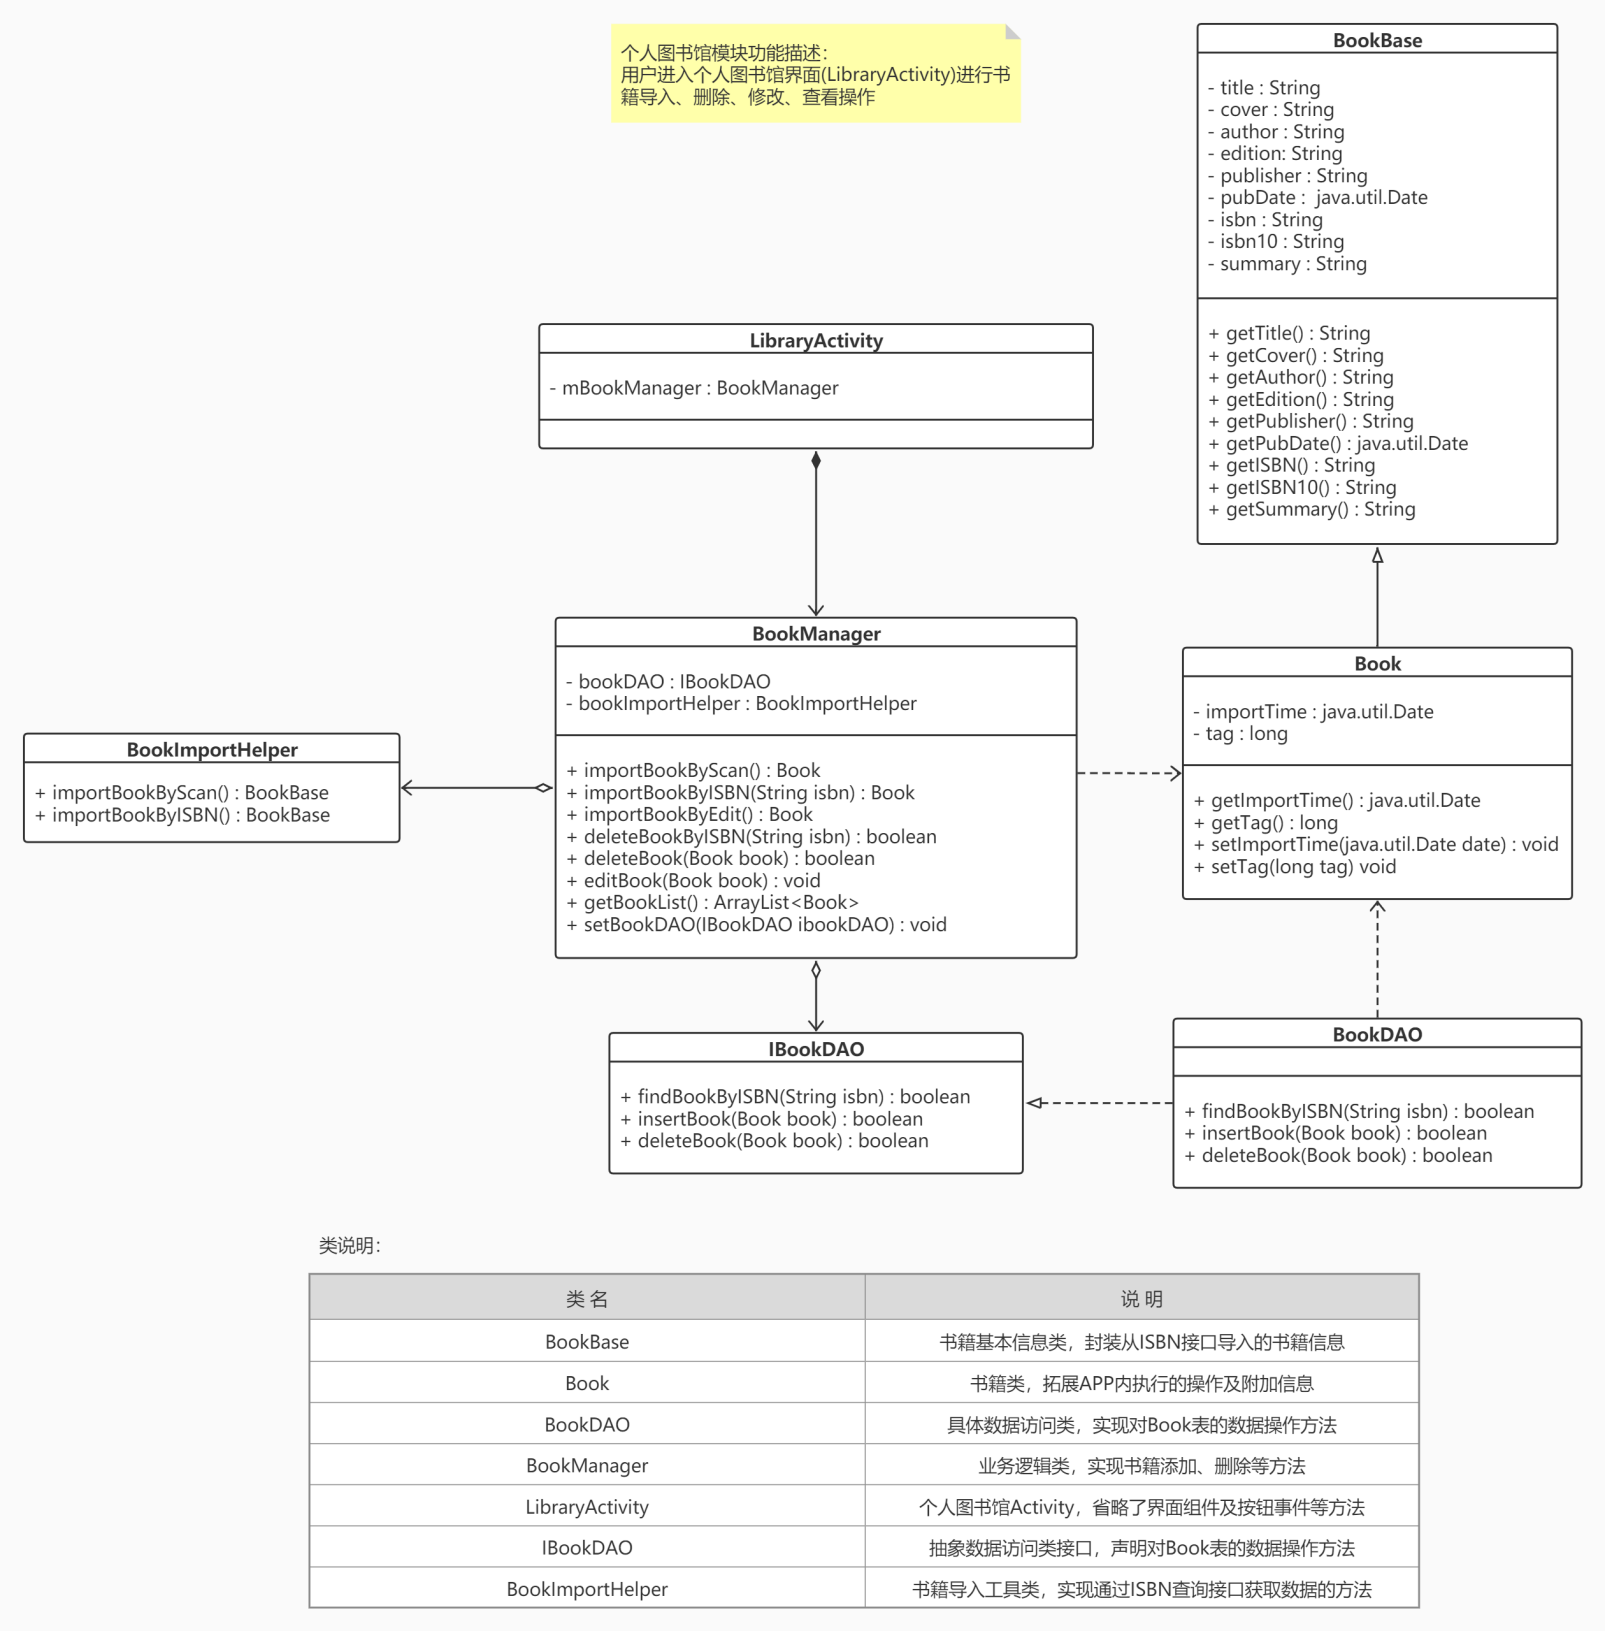 个人图书馆模块功能描述：
用户进入个人图书馆界面(LibraryActivity)进行书
籍导入、删除、修改、查看操作
BookBase
- title : String
- cover : String
- author : String
- edition: String
- publisher : String
- pubDate :  java.util.Date
- isbn : String
- isbn10 : String
- summary : String
+ getTitle() : String
+ getCover() : String
+ getAuthor() : String
+ getEdition() : String
+ getPublisher() : String
+ getPubDate() : java.util.Date
+ getISBN() : String
+ getISBN10() : String
+ getSummary() : String
LibraryActivity
- mBookManager : BookManager
BookManager
- bookDAO : IBookDAO
- bookImportHelper : BookImportHelper
+ importBookByScan() : Book
+ importBookByISBN(String isbn) : Book
+ importBookByEdit() : Book
+ deleteBookByISBN(String isbn) : boolean
+ deleteBook(Book book) : boolean
+ editBook(Book book) : void
+ getBookList() : ArrayList<Book>
+ setBookDAO(IBookDAO ibookDAO) : void
Book
- importTime : java.util.Date
- tag : long
+ getImportTime() : java.util.Date
+ getTag() : long
+ setImportTime(java.util.Date date) : void
+ setTag(long tag) void
BookImportHelper
+ importBookByScan() : BookBase
+ importBookByISBN() : BookBase
IBookDAO
+ findBookByISBN(String isbn) : boolean
+ insertBook(Book book) : boolean
+ deleteBook(Book book) : boolean
BookDAO
+ findBookByISBN(String isbn) : boolean
+ insertBook(Book book) : boolean
+ deleteBook(Book book) : boolean
类说明：
类 名 说 明
BookBase 书籍基本信息类，封装从ISBN接口导入的书籍信息
Book 书籍类，拓展APP内执行的操作及附加信息
BookDAO 具体数据访问类，实现对Book表的数据操作方法
BookManager 业务逻辑类，实现书籍添加、删除等方法
LibraryActivity 个人图书馆Activity，省略了界面组件及按钮事件等方法
IBookDAO 抽象数据访问类接口，声明对Book表的数据操作方法
BookImportHelper 书籍导入工具类，实现通过ISBN查询接口获取数据的方法